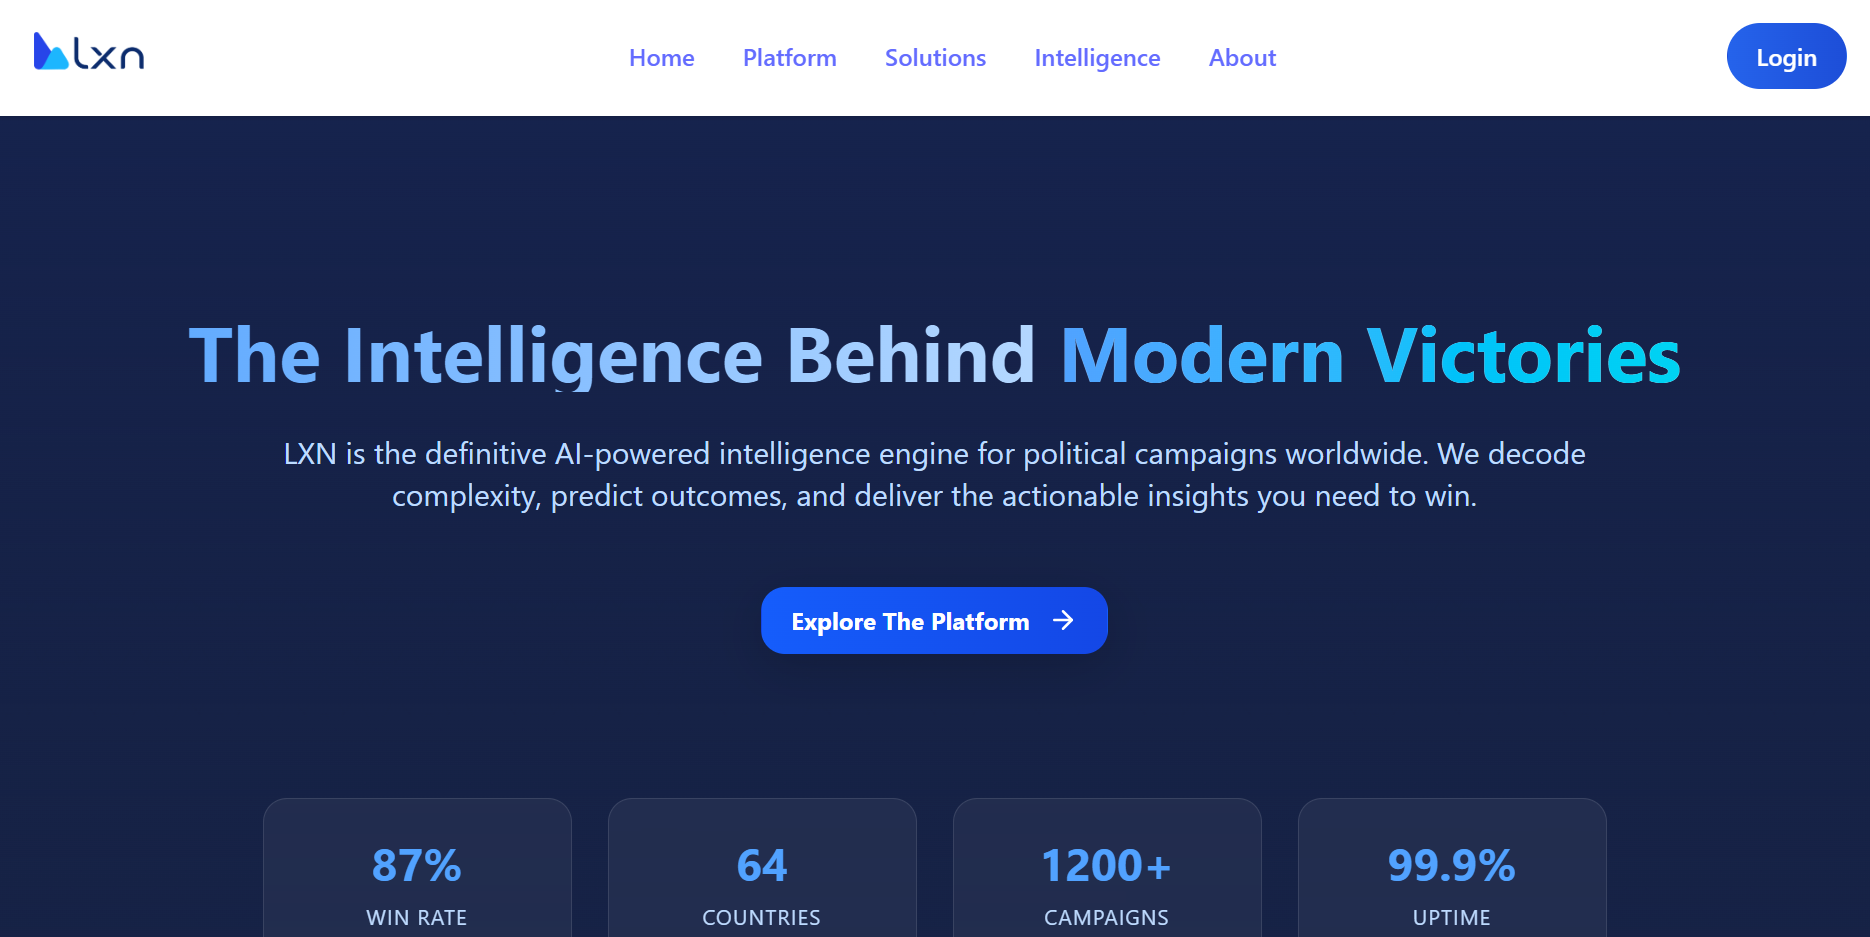 lxn
Home
Platform
Solutions
Intelligence
About
Login
The Intelligence Behind Modern Victories
LXN is the definitive AI-powered intelligence engine for political campaigns worldwide. We decode
complexity, predict outcomes, and deliver the actionable insights you need to win.
Explore The Platform
87%
WIN RATE
64
COUNTRIES
1200+
CAMPAIGNS
99.9%
UPTIME